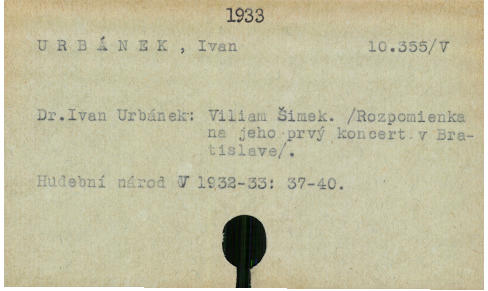 1933
URBÁNEK, Ivan 10.355/V
Dr.Ivan Urbánek: Viliam Šimek. /Rozpomienka
na jeho prvý koncert v Bra-
tislave/.
Hudební národ V 1932-33: 37-40.